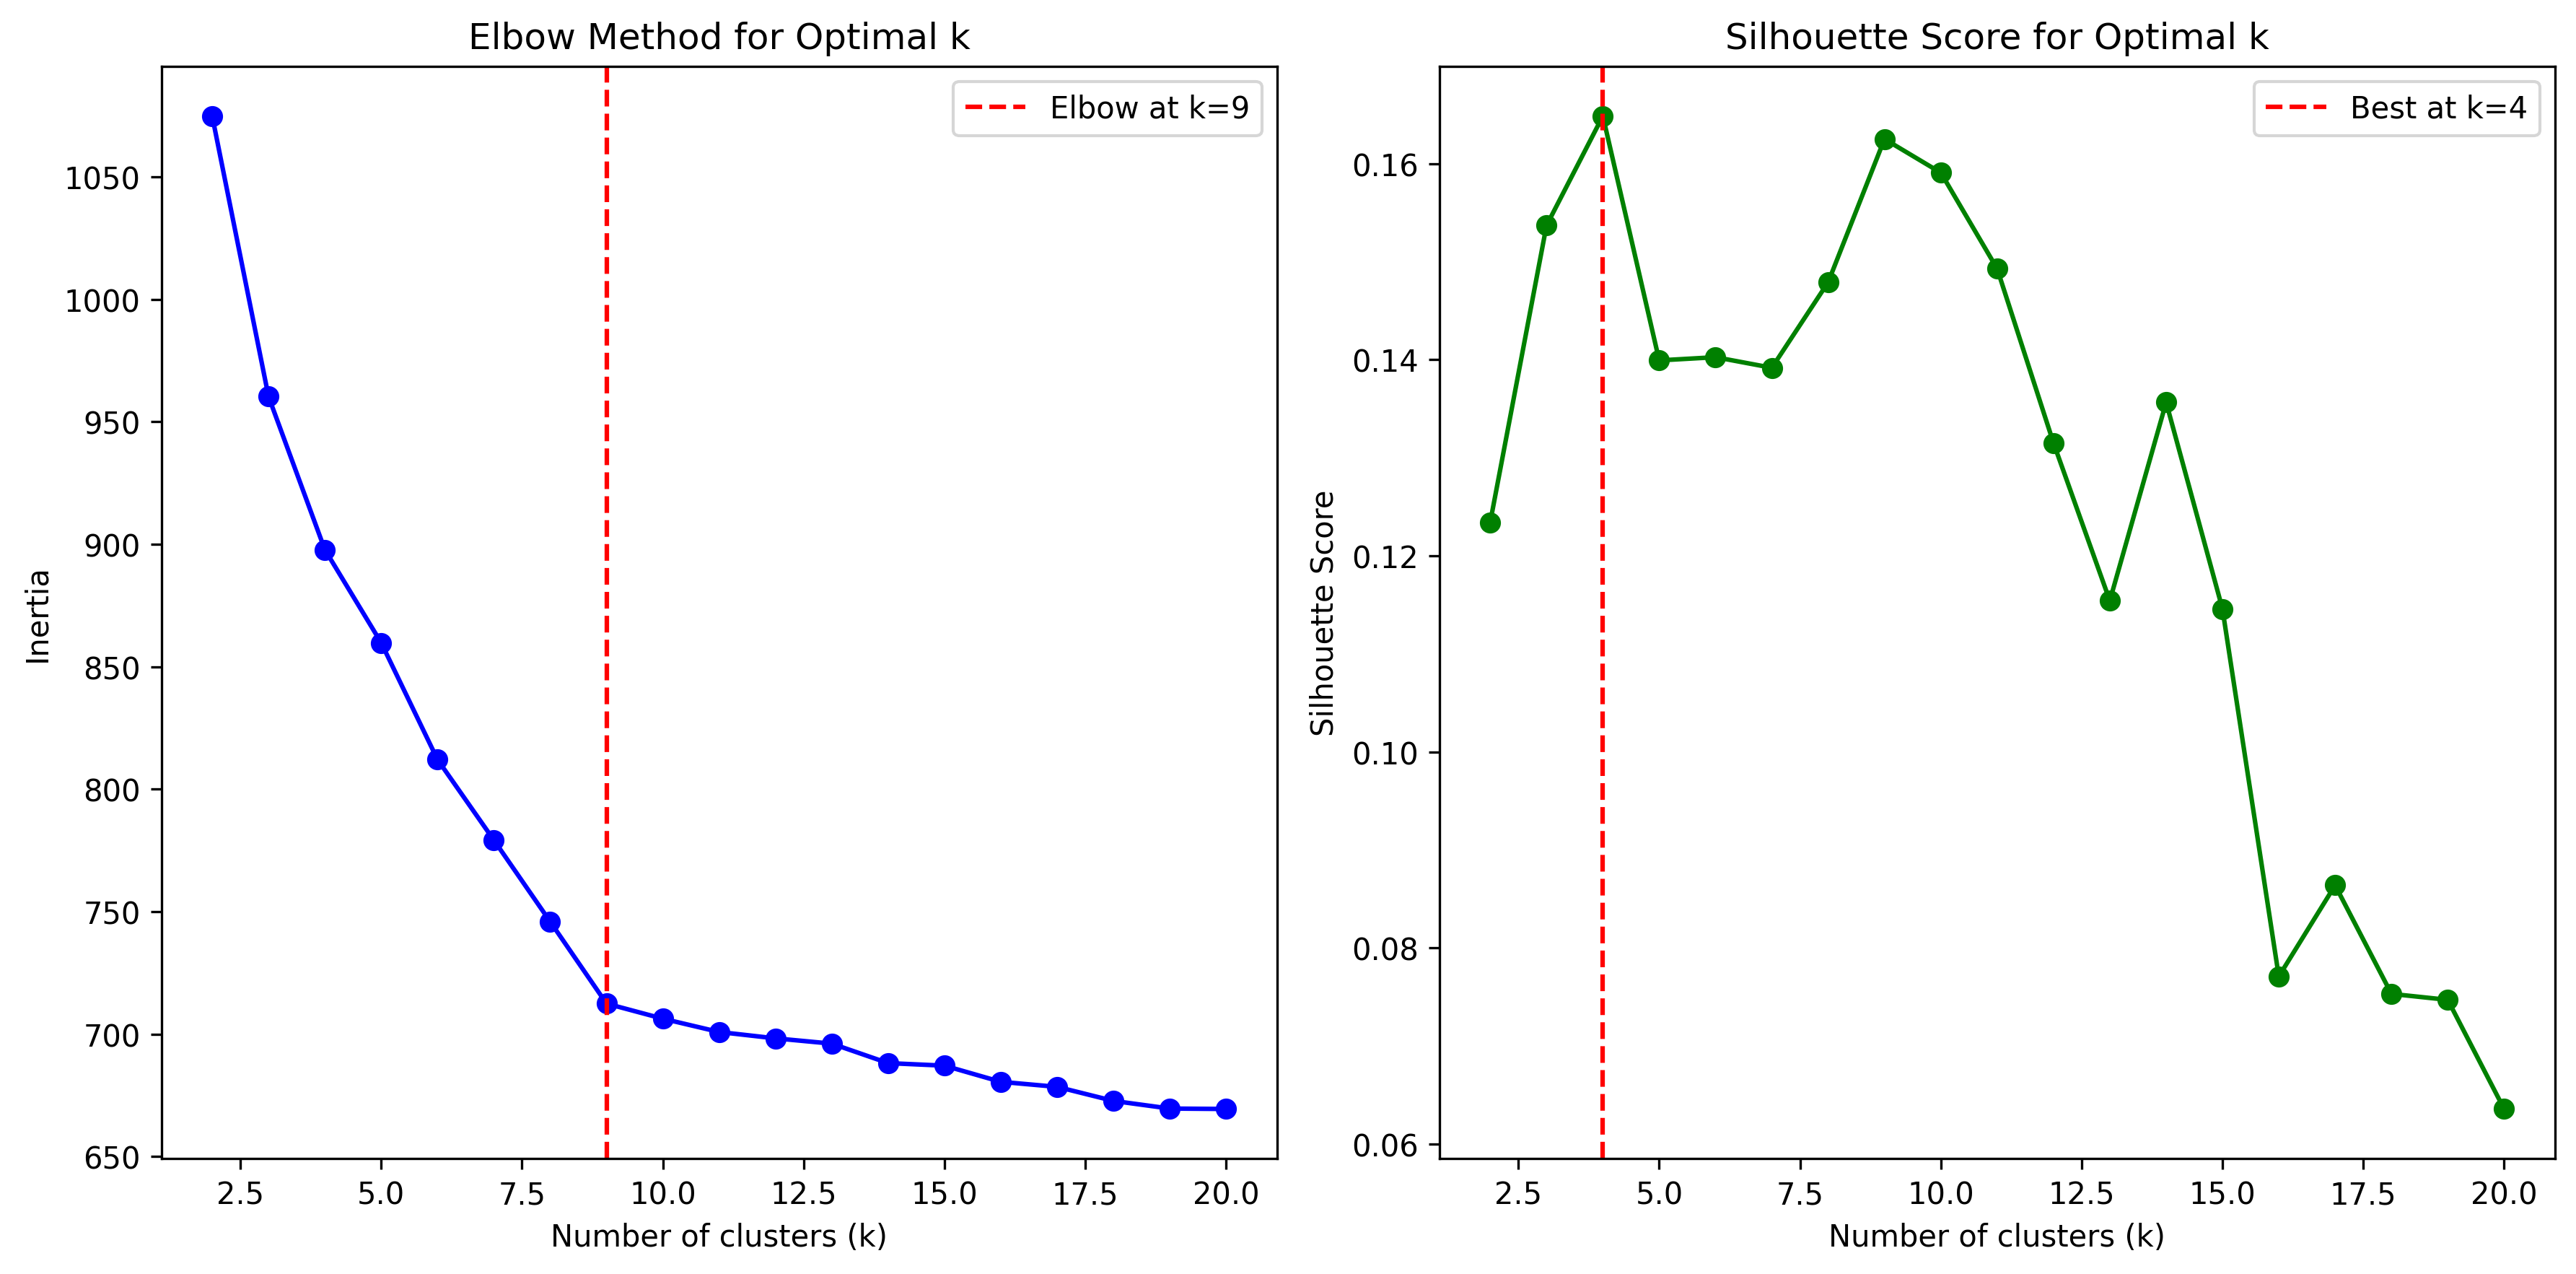 Elbow Method for Optimal k
Elbow at k=9
1050
1000
950
900
850
800
750
700
650
Inertia
2.5 5.0 7.5 10.0 12.5 15.0 17.5 20.0
Number of clusters (k)
Silhouette Score for Optimal k
Best at k=4
0.16
0.14
0.12
0.10
0.08
0.06
Silhouette Score
2.5 5.0 7.5 10.0 12.5 15.0 17.5 20.0
Number of clusters (k)